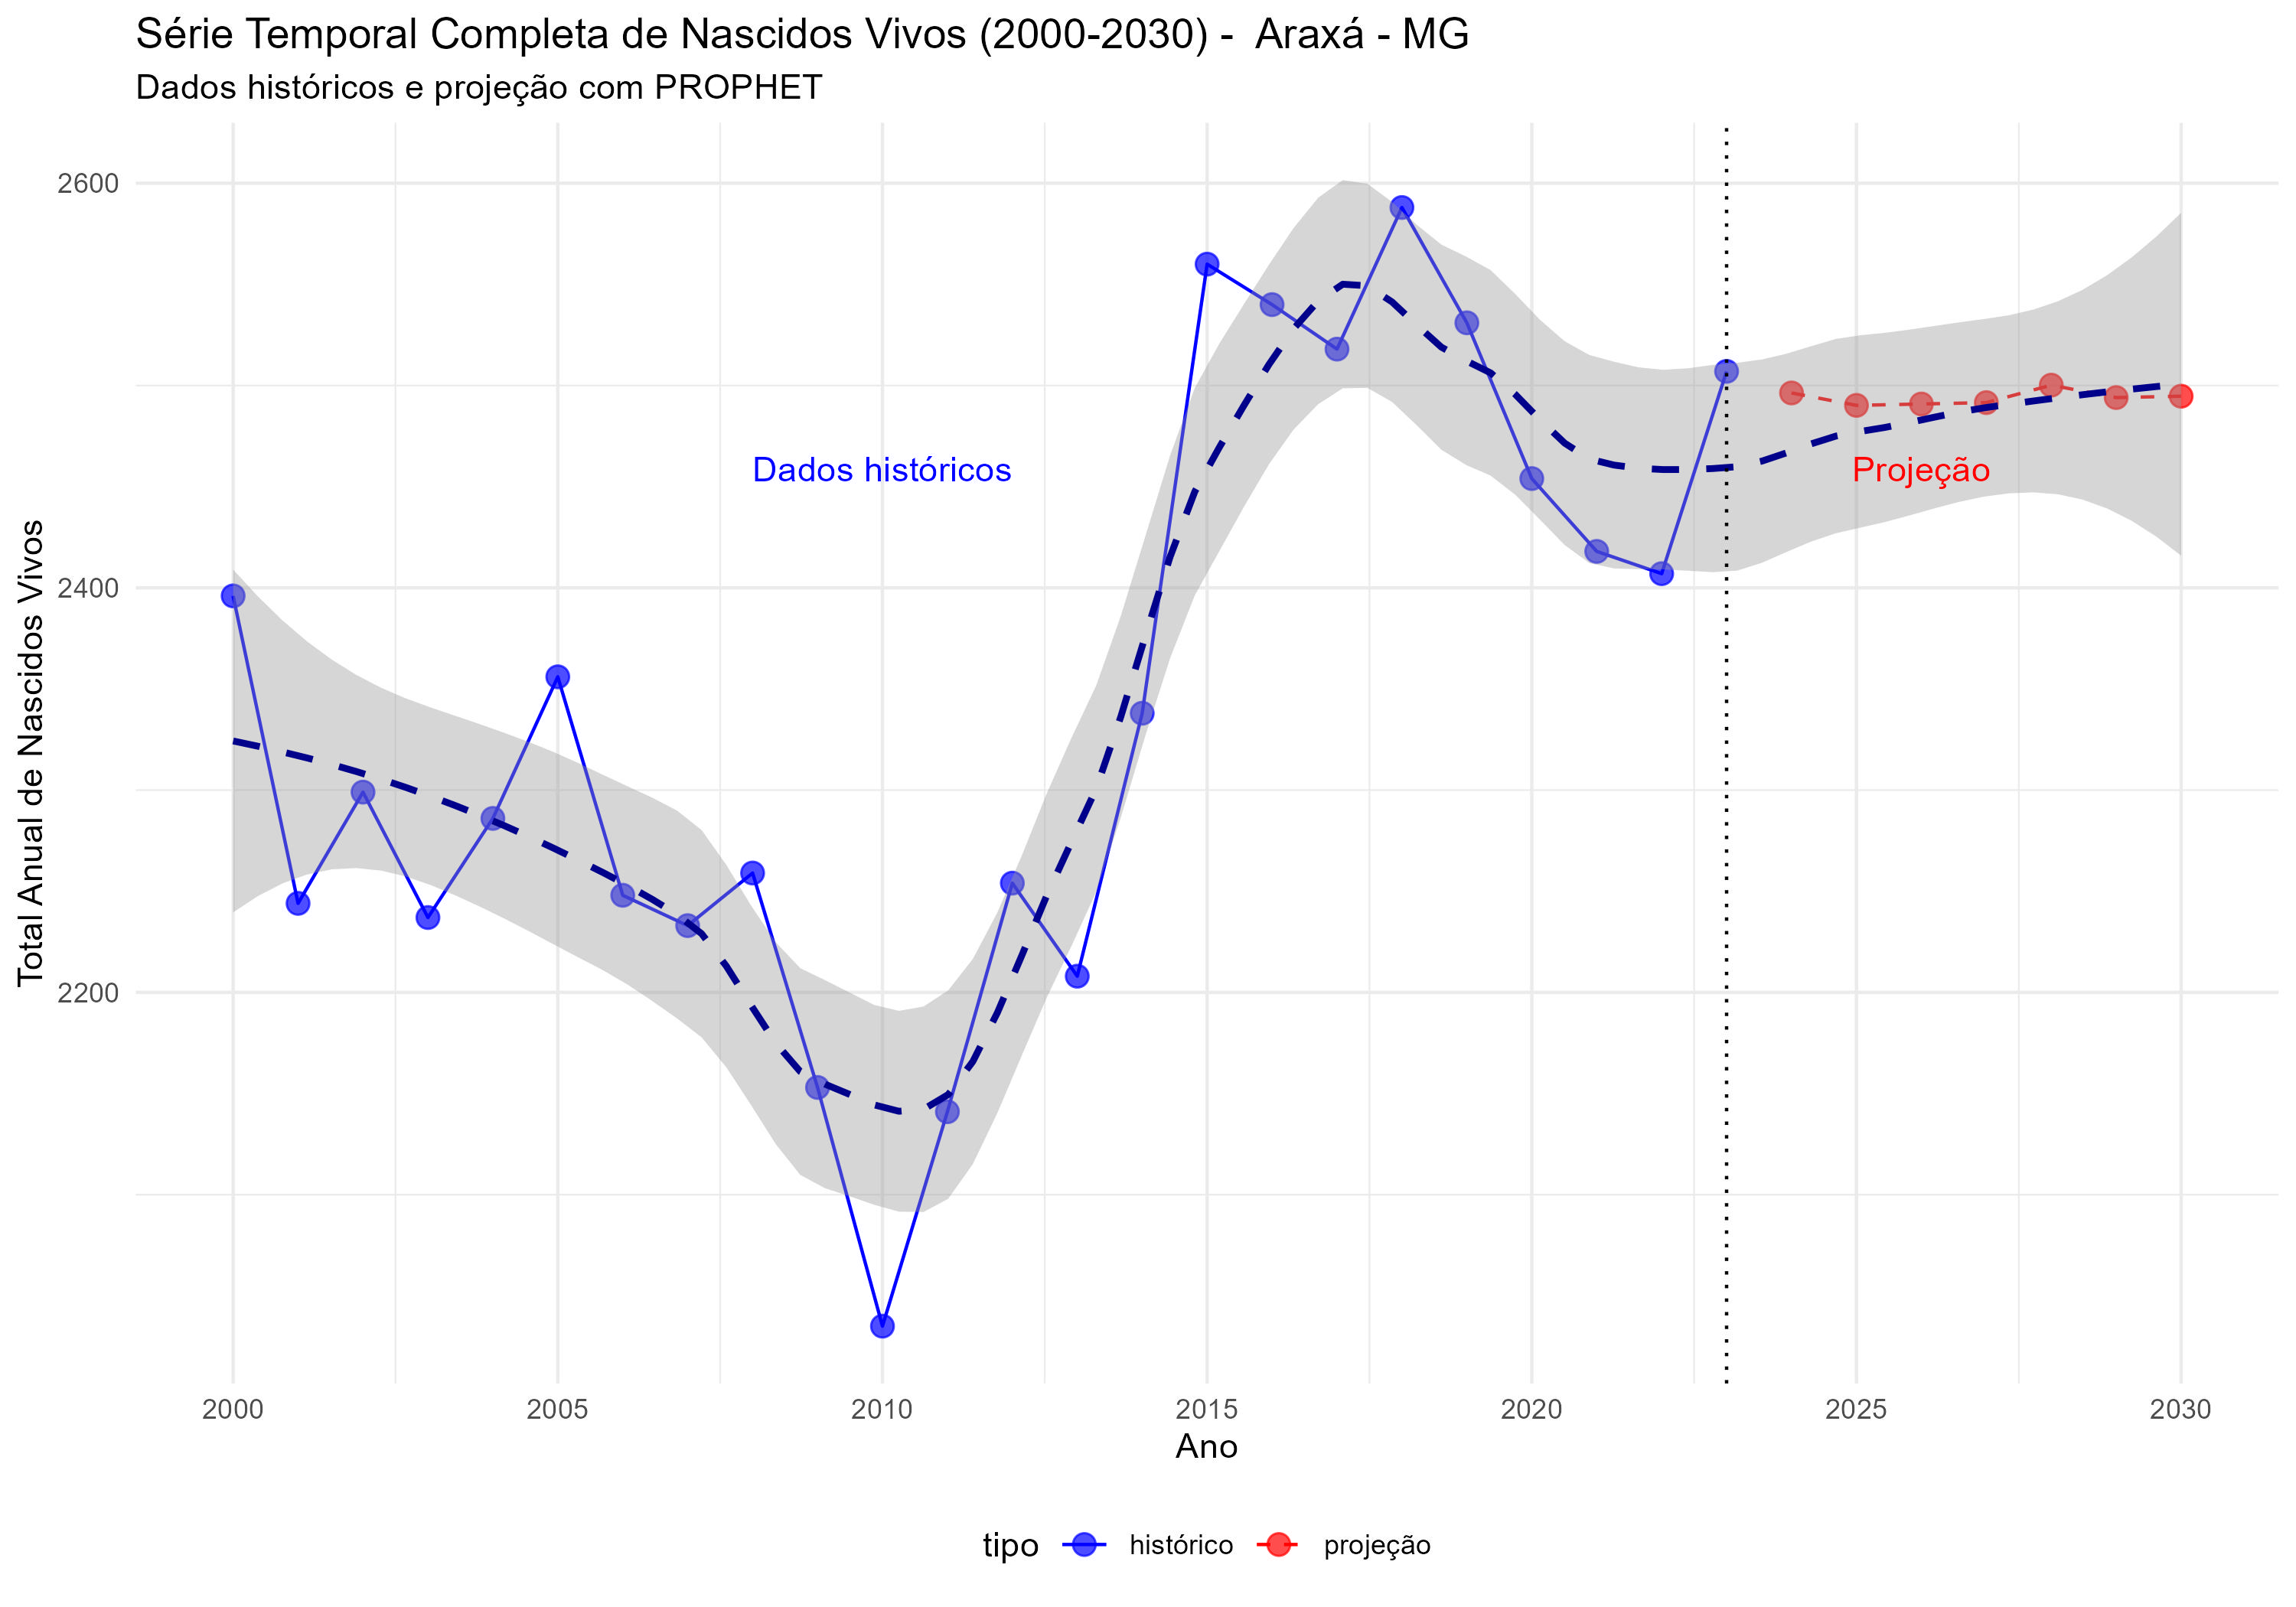 Série Temporal Completa de Nascidos Vivos (2000-2030) -  Araxá - MG
Dados históricos e projeção com PROPHET
Total Anual de Nascidos Vivos
2600
2400
2200
Dados históricos
Projeção
2000 2005 2010 2015 2020 2025 2030
Ano
tipo histórico projeção